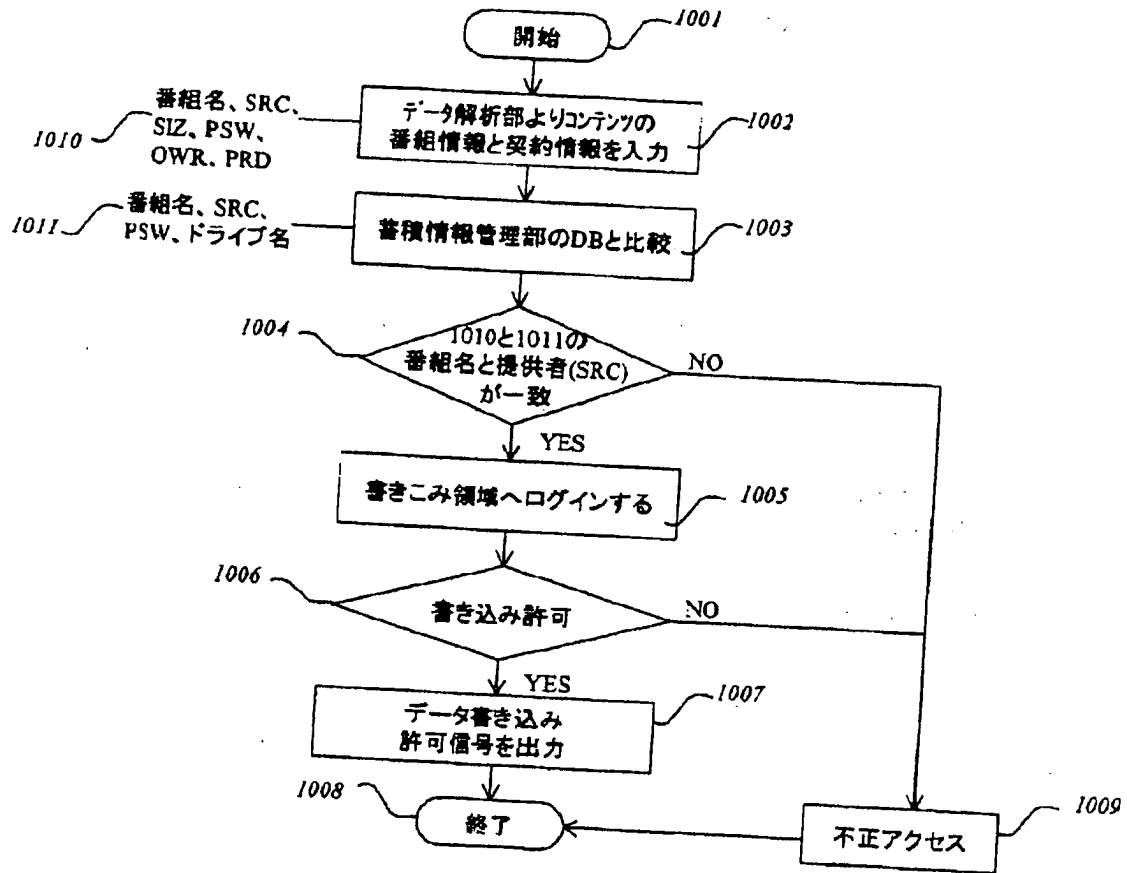 開始
1001
番組名、SRC、
SIZ、PSW、
OWR、PRD
1010
データ解析部よりコンテンツの
番組情報と契約情報を入力
1002
番組名、SRC、
PSW、ドライブ名
1011
蓄積情報管理部のDBと比較
1003
1004
1010と1011の
番組名と提供者(SRC)
が一致
NO
YES
書きこみ領域へログインする
1005
1006
書き込み許可
NO
YES
データ書き込み
許可信号を出力
1007
1008
終了
不正アクセス
1009